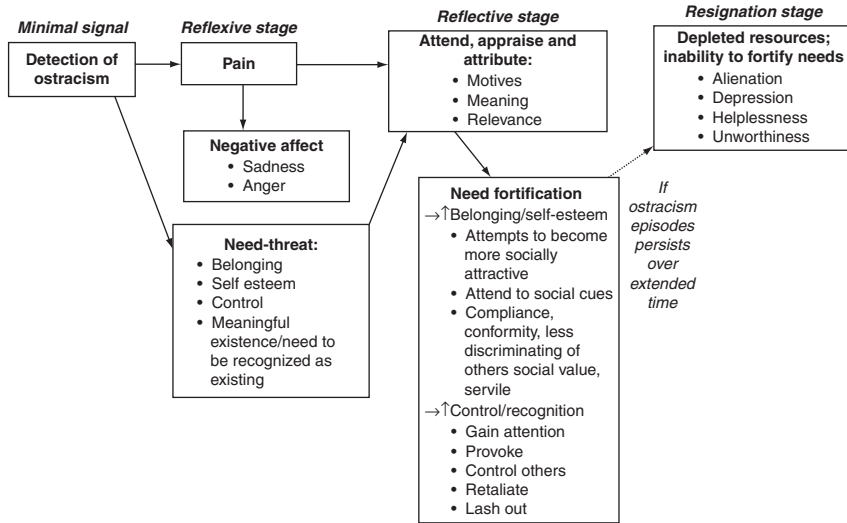 Minimal signal
Detection of
ostracism
Reflexive stage
Pain
Negative affect
• Sadness
• Anger
Need-threat:
• Belonging
• Self esteem
• Control
• Meaningful
existence/need to
be recognized as
existing
Reflective stage
Attend, appraise and
attribute:
• Motives
• Meaning
• Relevance
Need fortification
→↑Belonging/self-esteem
• Attempts to become
more socially
attractive
• Attend to social cues
• Compliance,
conformity, less
discriminating of
others social value,
servile
→↑Control/recognition
• Gain attention
• Provoke
• Control others
• Retaliate
• Lash out
Resignation stage
Depleted resources;
inability to fortify needs
• Alienation
• Depression
• Helplessness
• Unworthiness
If
ostracism
episodes
persists
over
extended
time